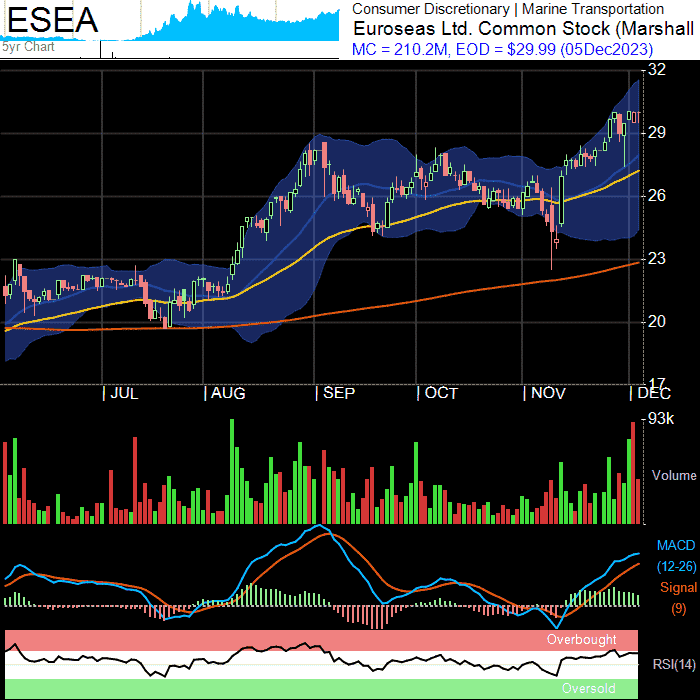 ESEA
5yr Chart
Consumer Discretionary | Marine Transportation
Euroseas Ltd. Common Stock (Marshall
MC = 210.2M, EOD = $29.99 (05Dec2023)
32
29
26
23
20
17
| JUL | AUG | SEP | OCT | NOV | DEC
93k
Volume
MACD
(12-26)
Signal
(9)
Overbought
RSI(14)
Oversold